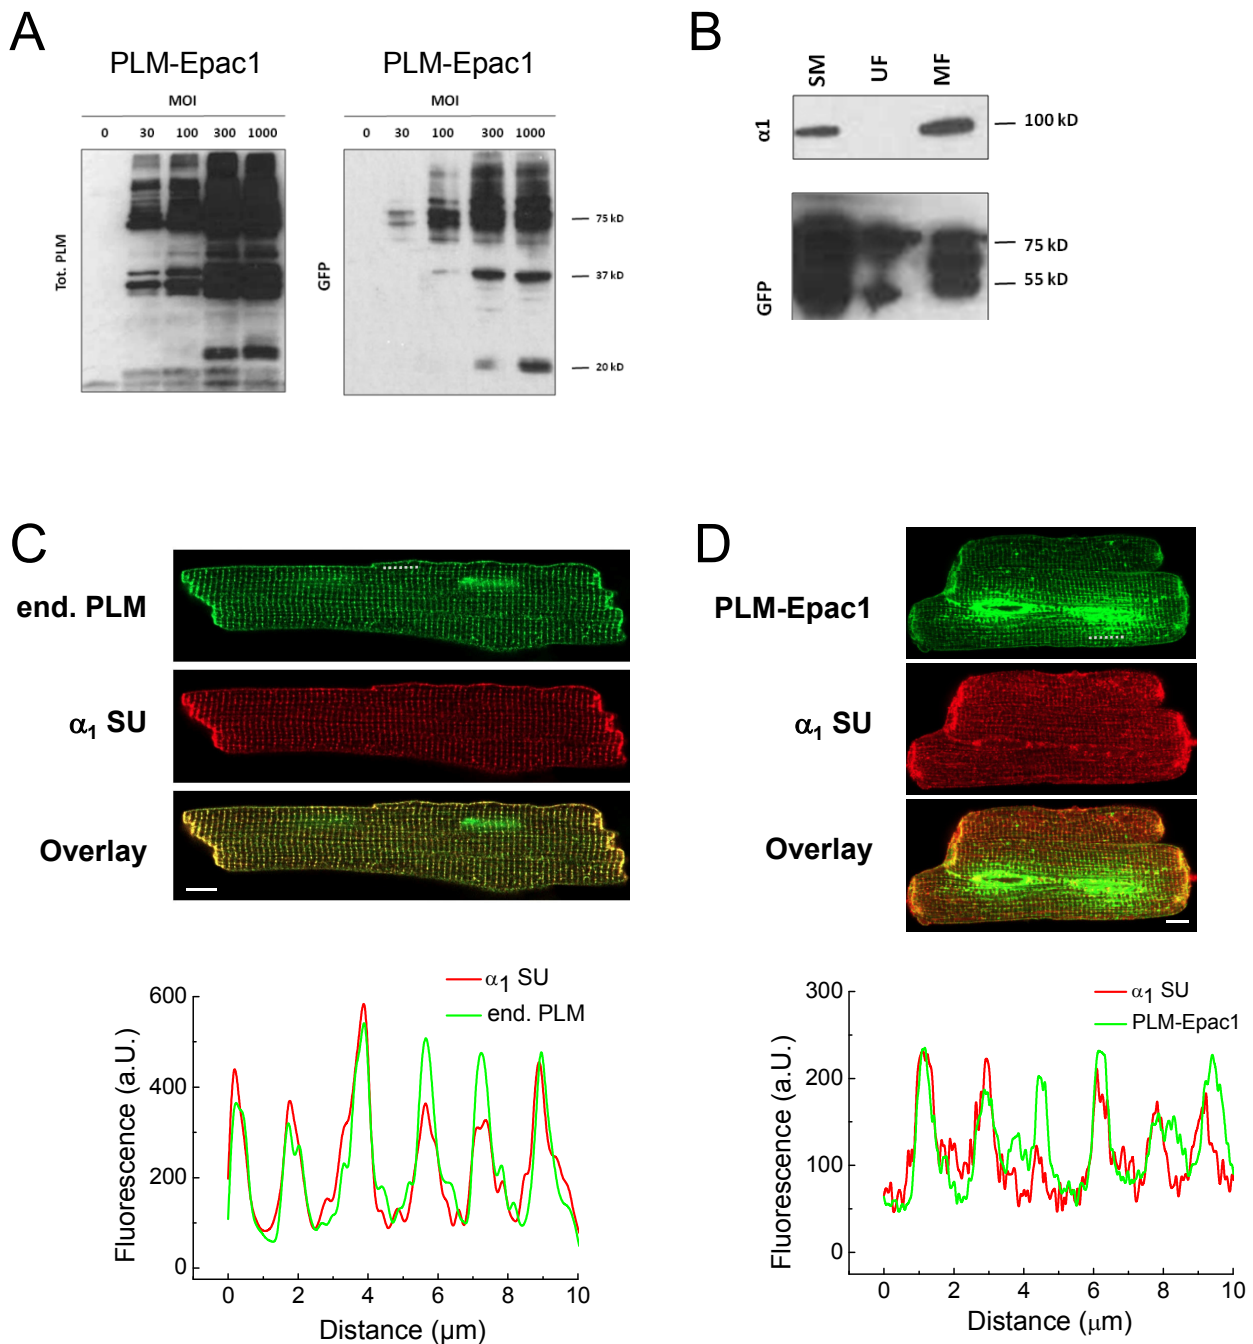 A
PLM-Epac1
MOI
0 30 100 300 1000
Tot. PLM
PLM-Epac1
MOI
0 30 100 300 1000
GFP
75 kD
37 kD
20 kD
B
SM UF MF
α1
100 kD
GFP
75 kD
55 kD
C
end. PLM
α1 SU
Overlay
α1 SU
end. PLM
Fluorescence (a.U.)
600
400
200
0
0 2 4 6 8 10
Distance (µm)
D
PLM-Epac1
α1 SU
Overlay
α1 SU
PLM-Epac1
Fluorescence (a.U.)
300
200
100
0
0 2 4 6 8 10
Distance (µm)